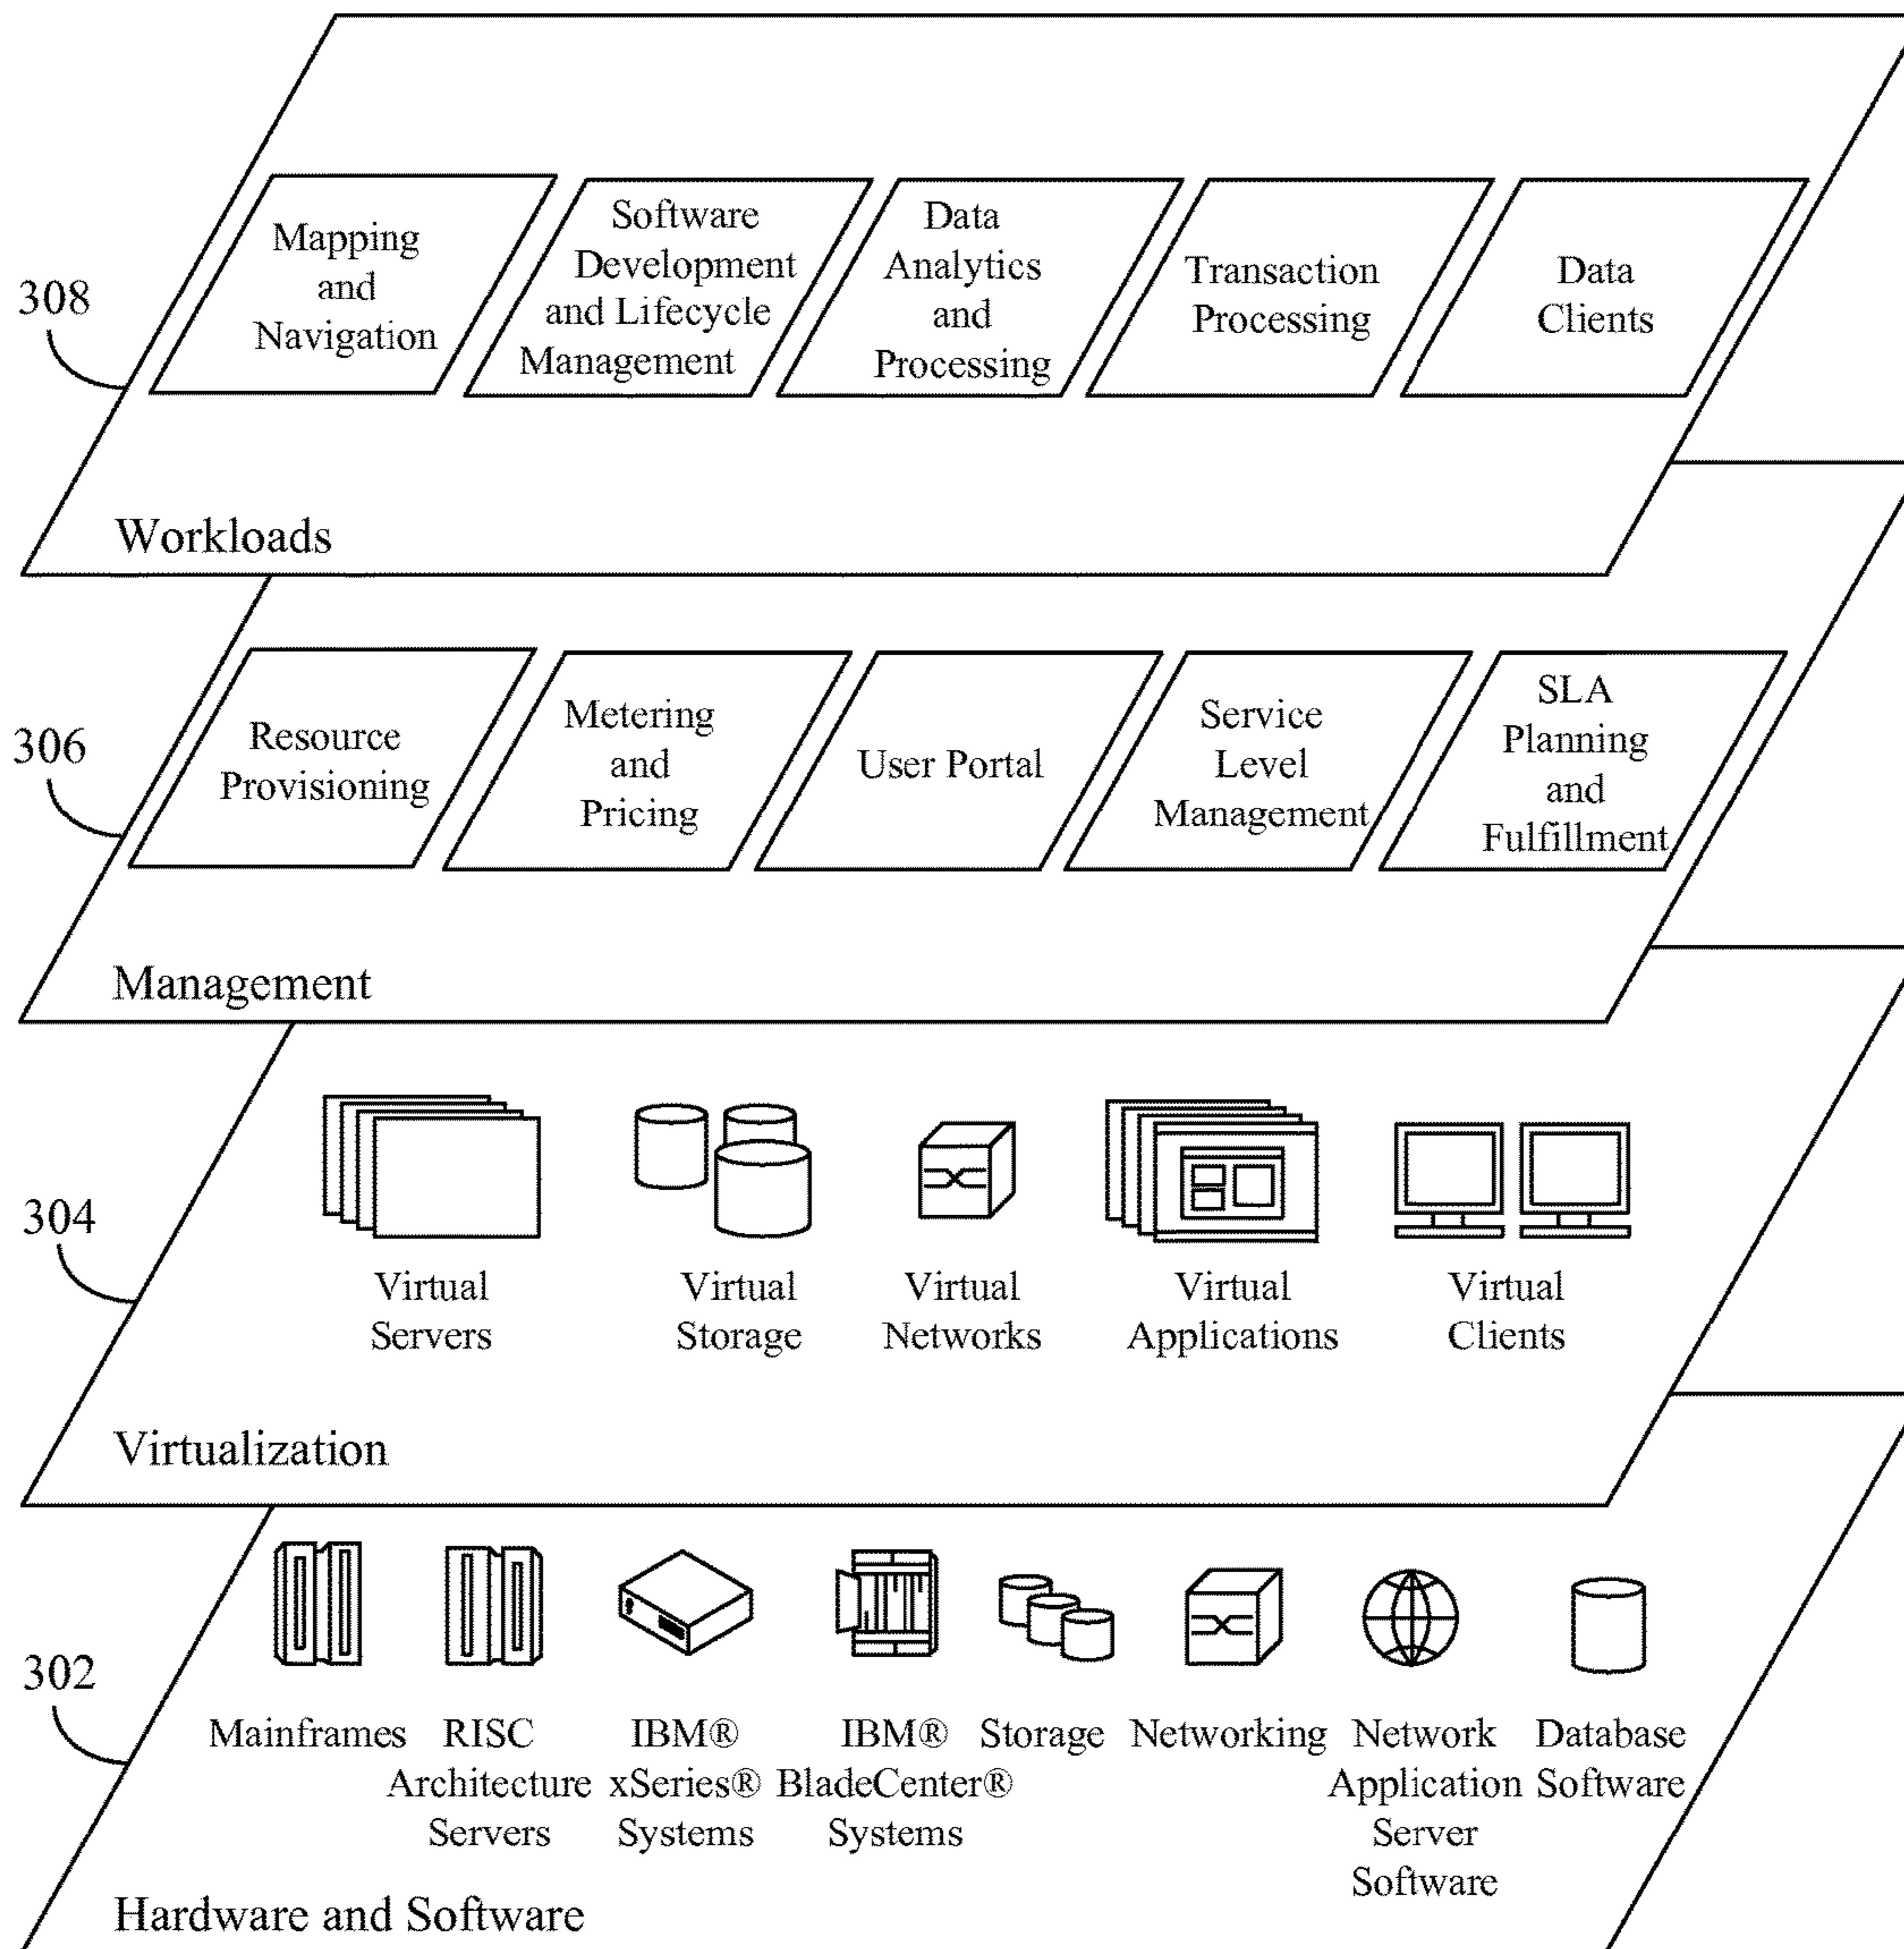 308
Mapping
and
Navigation
Software
Development
and Lifecycle
Management
Data
Analytics
and
Processing
Transaction
Processing
Data
Clients
Workloads
306
Resource
Provisioning
Metering
and
Pricing
User Portal
Service
Level
Management
SLA
Planning
and
Fulfillment
Management
304
Virtual
Servers
Virtual
Storage
Virtual
Networks
Virtual
Applications
Virtual
Clients
Virtualization
302
Mainframes
RISC
Architecture
Servers
IBM®
xSeries®
Systems
IBM®
BladeCenter®
Systems
Storage
Networking
Network
Application
Server
Software
Database
Software
Hardware and Software